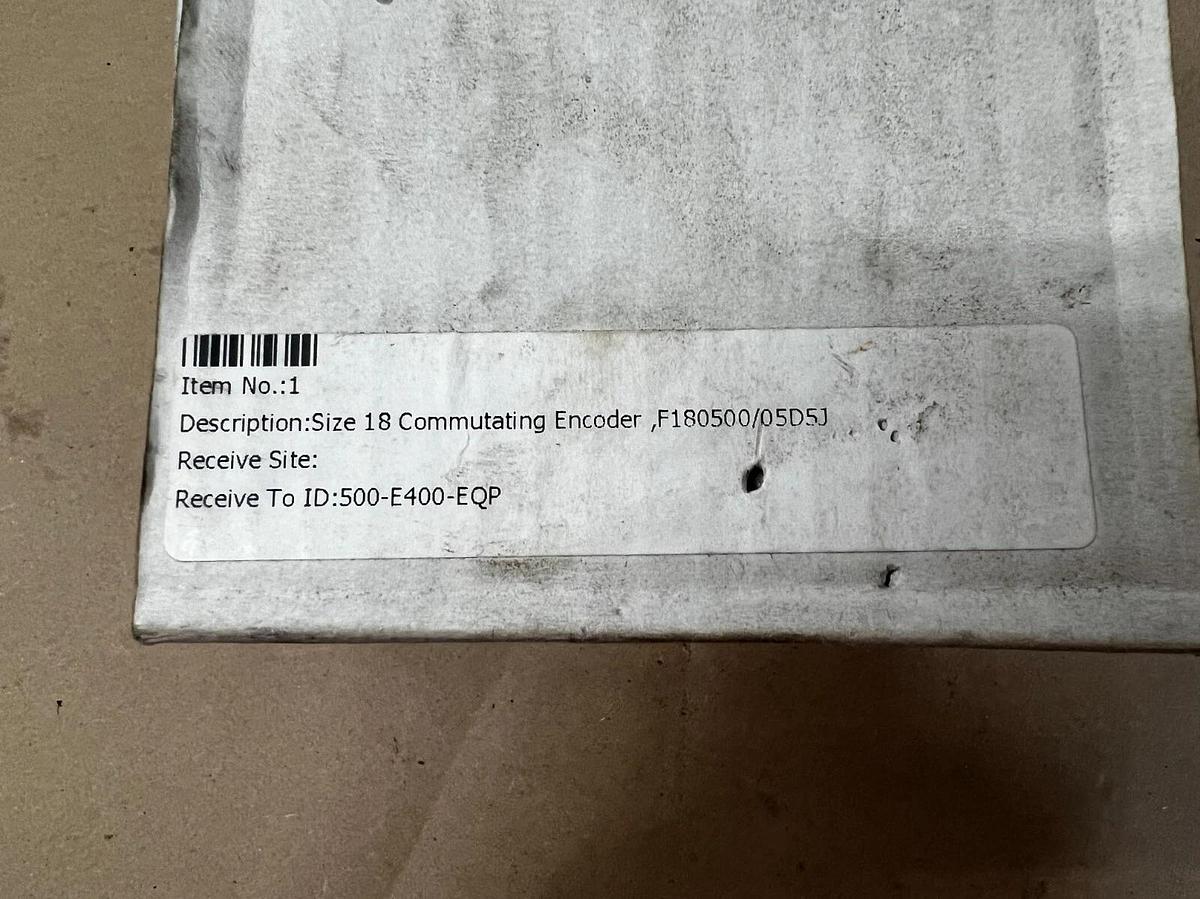 Item No.:1
Description:Size 18 Commutating Encoder ,F180500/05D5J
Receive Site:
Receive To ID:500-E400-EQP